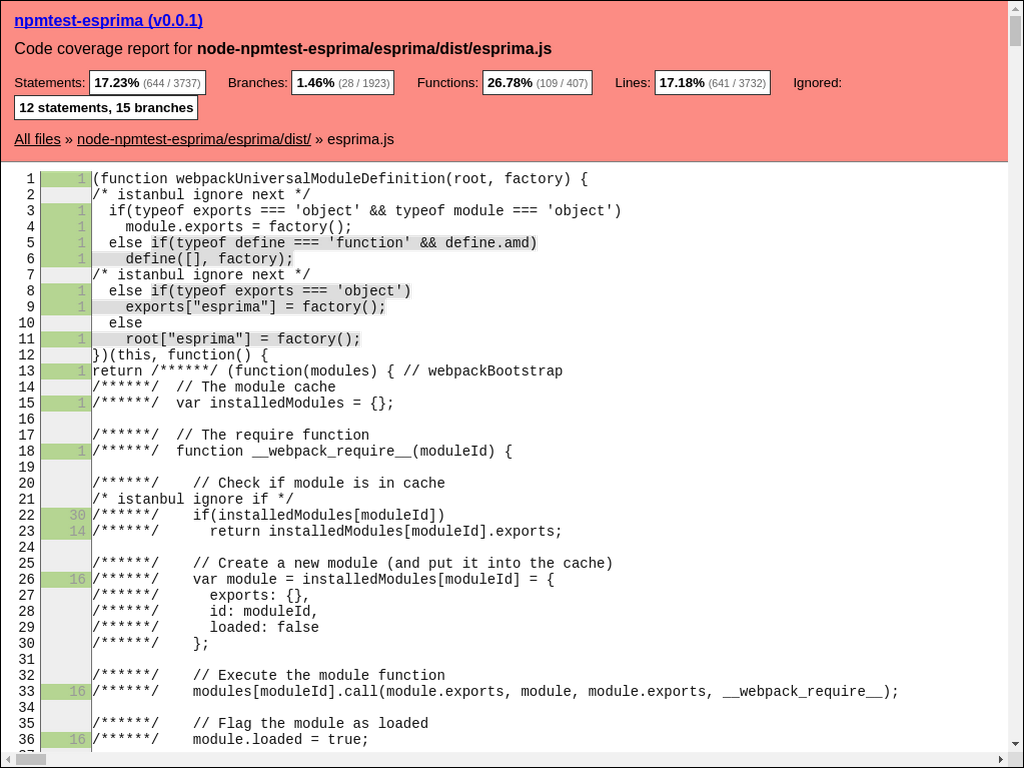 npmtest-esprima (v0.0.1)
Code coverage report for node-npmtest-esprima/esprima/dist/esprima.js
Statements: 17.23% (644 / 3737) Branches: 1.46% (28 / 1923) Functions: 26.78% (109 / 407) Lines: 17.18% (641 / 3732) Ignored:
12 statements, 15 branches
All files » node-npmtest-esprima/esprima/dist/ » esprima.js
1 1 (function webpackUniversalModuleDefinition(root, factory) {
2 /* istanbul ignore next */
3 1   if(typeof exports === 'object' && typeof module === 'object')
4 1     module.exports = factory();
5 1   else if(typeof define === 'function' && define.amd)
6 1     define([], factory);
7 /* istanbul ignore next */
8 1   else if(typeof exports === 'object')
9 1     exports["esprima"] = factory();
10   else
11 1     root["esprima"] = factory();
12 })(this, function() {
13 1 return /******/ (function(modules) { // webpackBootstrap
14 /******/  // The module cache
15 1 /******/  var installedModules = {};
16
17 /******/  // The require function
18 1 /******/  function __webpack_require__(moduleId) {
19
20 /******/    // Check if module is in cache
21 /* istanbul ignore if */
22 30 /******/    if(installedModules[moduleId])
23 14 /******/      return installedModules[moduleId].exports;
24
25 /******/    // Create a new module (and put it into the cache)
26 16 /******/    var module = installedModules[moduleId] = {
27 /******/      exports: {},
28 /******/      id: moduleId,
29 /******/      loaded: false
30 /******/    };
31
32 /******/    // Execute the module function
33 16 /******/    modules[moduleId].call(module.exports, module, module.exports, __webpack_require__);
34
35 /******/    // Flag the module as loaded
36 16 /******/    module.loaded = true;